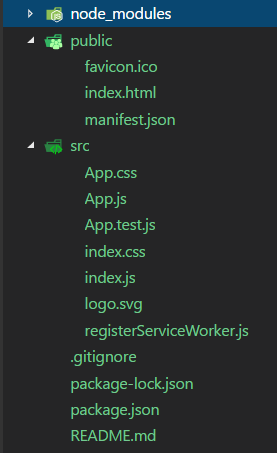 node_modules
public
favicon.ico
index.html
manifest.json
src
App.css
App.js
App.test.js
index.css
index.js
logo.svg
registerServiceWorker.js
.gitignore
package-lock.json
package.json
README.md